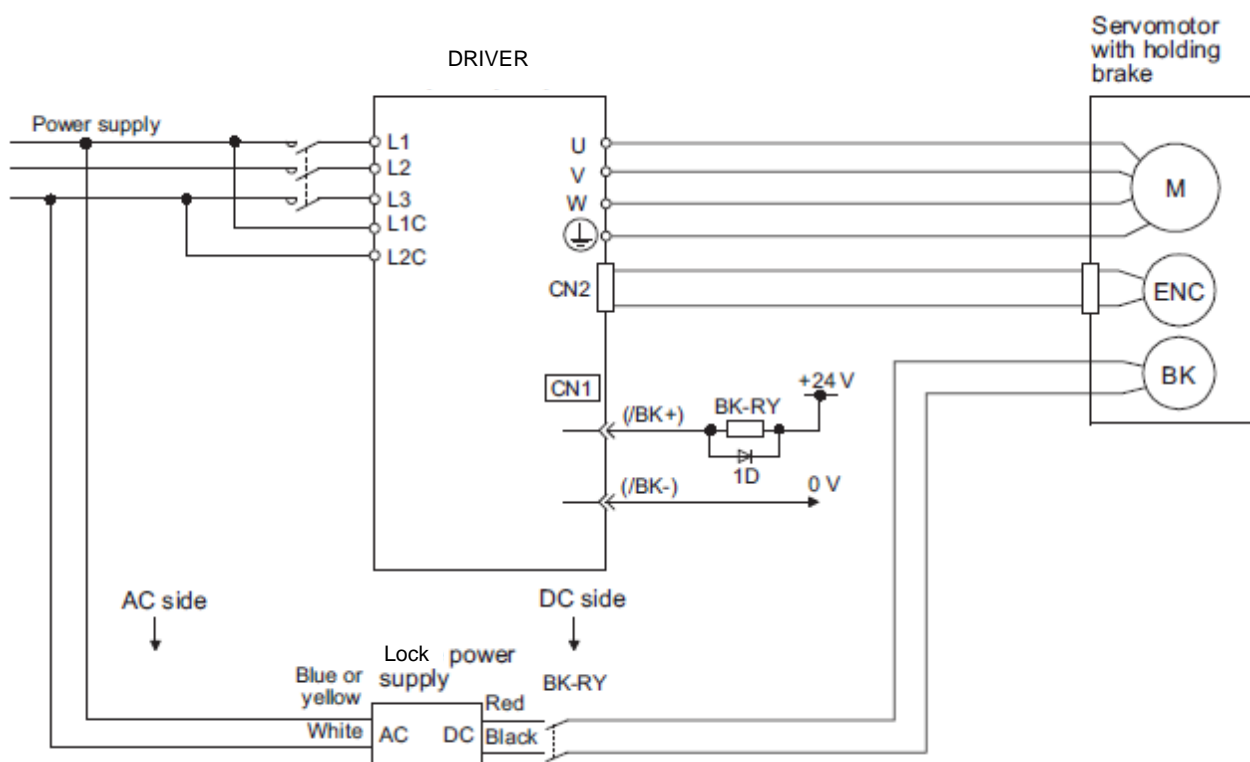 Servomotor
with holding
brake
DRIVER
Power supply
L1
L2
L3
L1C
L2C
U
V
W
M
CN2
ENC
CN1
BK
+24 V
(/BK+)
BK-RY
1D
(/BK-)
0 V
AC side
DC side
Lock power
supply
Blue or
yellow
White
AC
DC
BK-RY
Red
Black